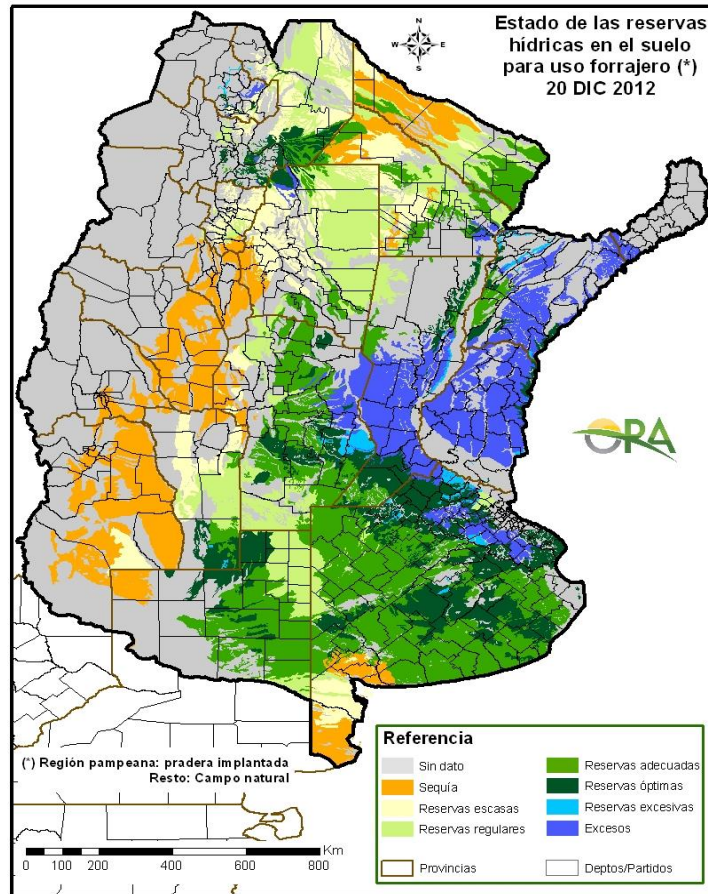 Estado de las reservas
hídricas en el suelo
para uso forrajero (*)
20 DIC 2012
N
W E
S
ORA
(*) Región pampeana: pradera implantada
Resto: Campo natural
0 100 200 400 600 800 Km
Referencia
Sin dato
Sequía
Reservas escasas
Reservas regulares
Reservas adecuadas
Reservas óptimas
Reservas excesivas
Excesos
Provincias
Deptos/Partidos